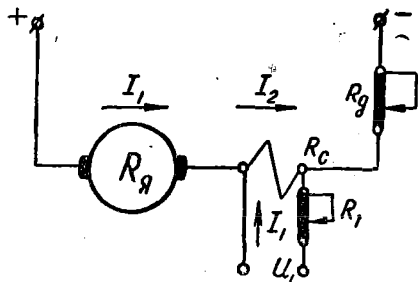 + −
I₁ I₂
R_g
R_я R_c
I₁ R₁
U₁